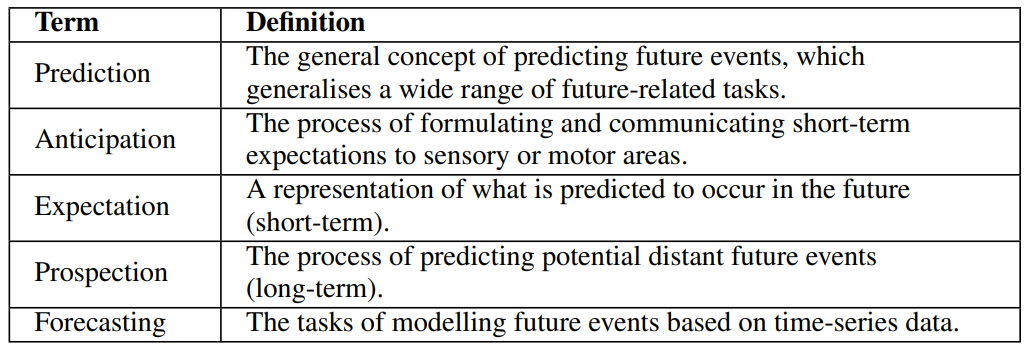 Term Definition
Prediction The general concept of predicting future events, which
generalises a wide range of future-related tasks.
Anticipation The process of formulating and communicating short-term
expectations to sensory or motor areas.
Expectation A representation of what is predicted to occur in the future
(short-term).
Prospection The process of predicting potential distant future events
(long-term).
Forecasting The tasks of modelling future events based on time-series data.